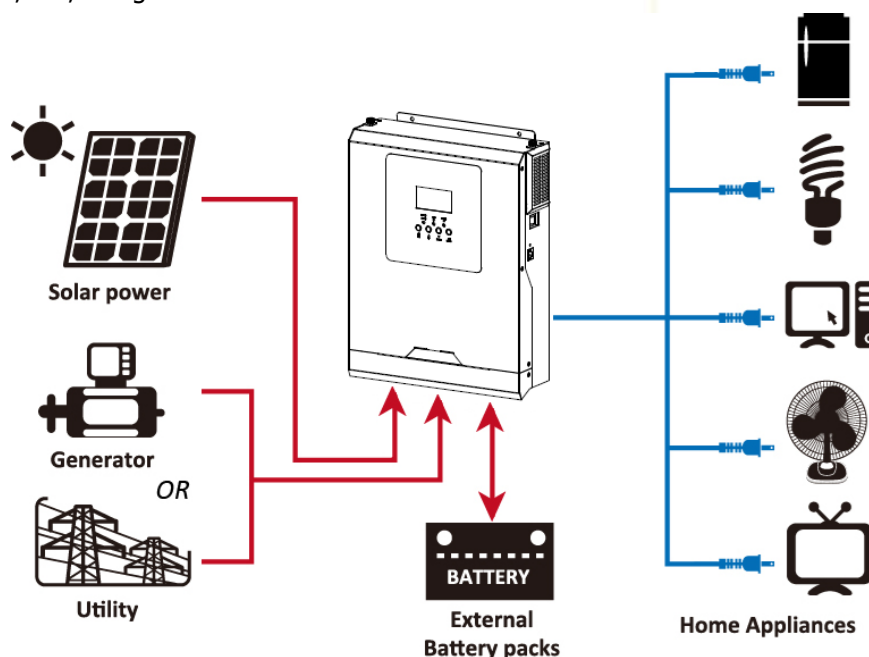 Solar power
Generator
OR
Utility
BATTERY
External
Battery packs
Home Appliances